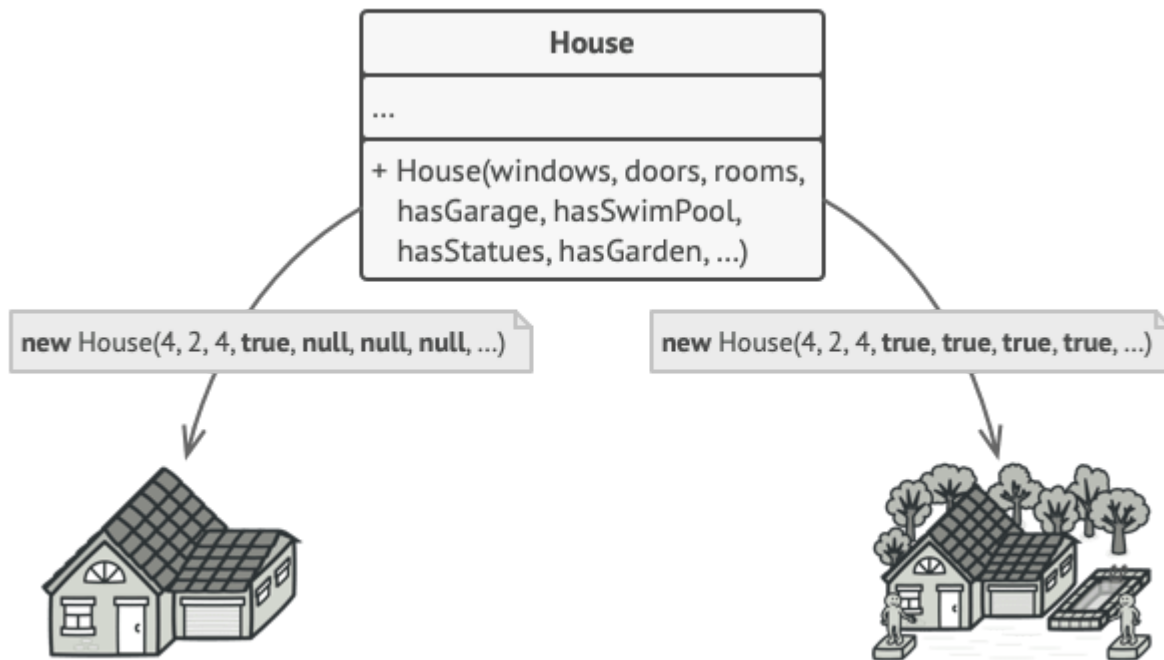 House
...
+ House(windows, doors, rooms,
hasGarage, hasSwimPool,
hasStatues, hasGarden, ...)
new House(4, 2, 4, true, null, null, null, ...)
new House(4, 2, 4, true, true, true, true, ...)